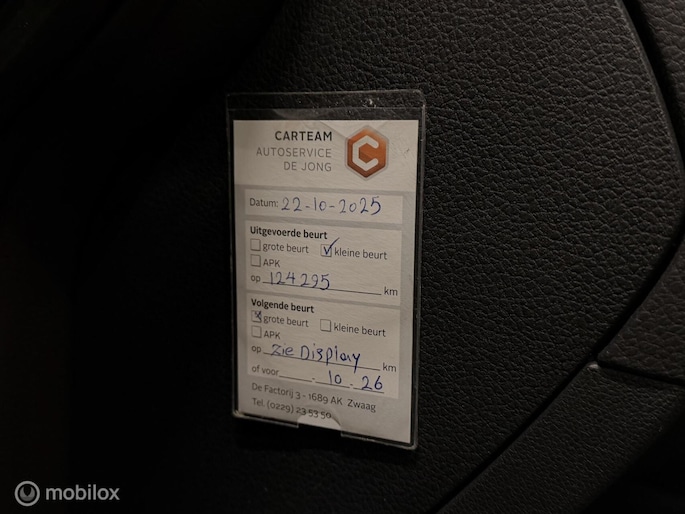 CARTEAM
AUTOSERVICE
DE JONG
Datum: 22-10-2025
Uitgevoerde beurt
grote beurt kleine beurt
APK
op 124295 km
Volgende beurt
grote beurt kleine beurt
APK
op zie Display km
of voor . 10 . 26
De Factorij 3 - 1689 AK Zwaag
Tel. (0229) 23 53 50
mobilox